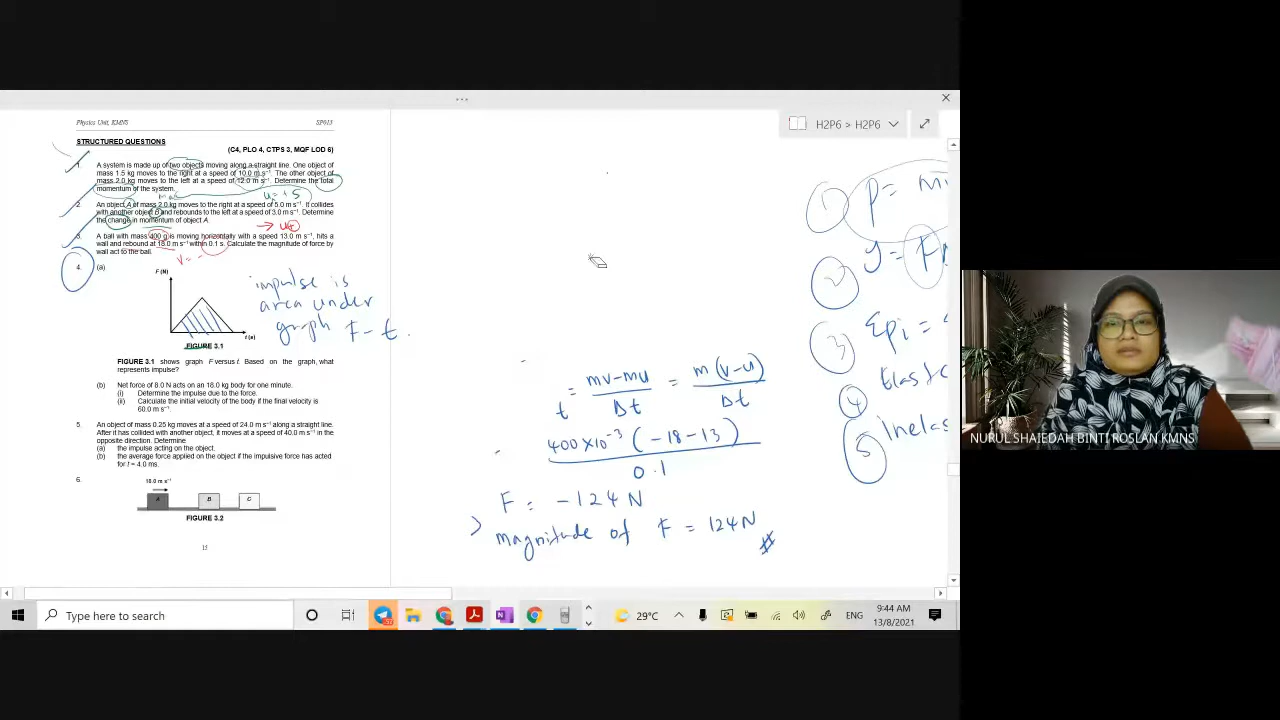 H2P6 > H2P6
Physics Unit, KMNS
SP013
STRUCTURED QUESTIONS
(C4, PLO 4, CTPS 3, MQF LOD 6)
1. A system is made up of two objects moving along a straight line. One object of
mass 1.5 kg moves to the right at a speed of 10.0 m s⁻¹. The other object of
mass 2.0 kg moves to the left at a speed of 12.0 m s⁻¹. Determine the total
momentum of the system.
u = + 5
2. An object A of mass 2.0 kg moves to the right at a speed of 5.0 m s⁻¹. It collides
with another object B and rebounds to the left at a speed of 3.0 m s⁻¹. Determine
the change in momentum of object A.
→ u
3. A ball with mass 400 g is moving horizontally with a speed 13.0 m s⁻¹, hits a
wall and rebound at 18.0 m s⁻¹ within 0.1 s. Calculate the magnitude of force by
wall act to the ball.
v = -
4. (a)
F (N)
t (s)
impulse is
area under
graph F - t.
FIGURE 3.1
FIGURE 3.1 shows graph F versus t. Based on the graph, what
represents impulse?
(b) Net force of 8.0 N acts on an 18.0 kg body for one minute.
(i) Determine the impulse due to the force.
(ii) Calculate the initial velocity of the body if the final velocity is
60.0 m s⁻¹.
5. An object of mass 0.25 kg moves at a speed of 24.0 m s⁻¹ along a straight line.
After it has collided with another object, it moves at a speed of 40.0 m s⁻¹ in the
opposite direction. Determine
(a) the impulse acting on the object.
(b) the average force applied on the object if the impulsive force has acted
for t = 4.0 ms.
6.
18.0 m s⁻¹
A B C
FIGURE 3.2
15
t = mv-mu / Δt = m (v-u) / Δt
400 x 10⁻³ (-18-13) / 0.1
F = -124 N
magnitude of F = 124 N #
1 p = m
2 J = F
3 Σpi =
4 Elastic
5 Inelas
NURUL SHAIEDAH BINTI ROSLAN KMNS
Type here to search
29°C
ENG
9:44 AM
13/8/2021